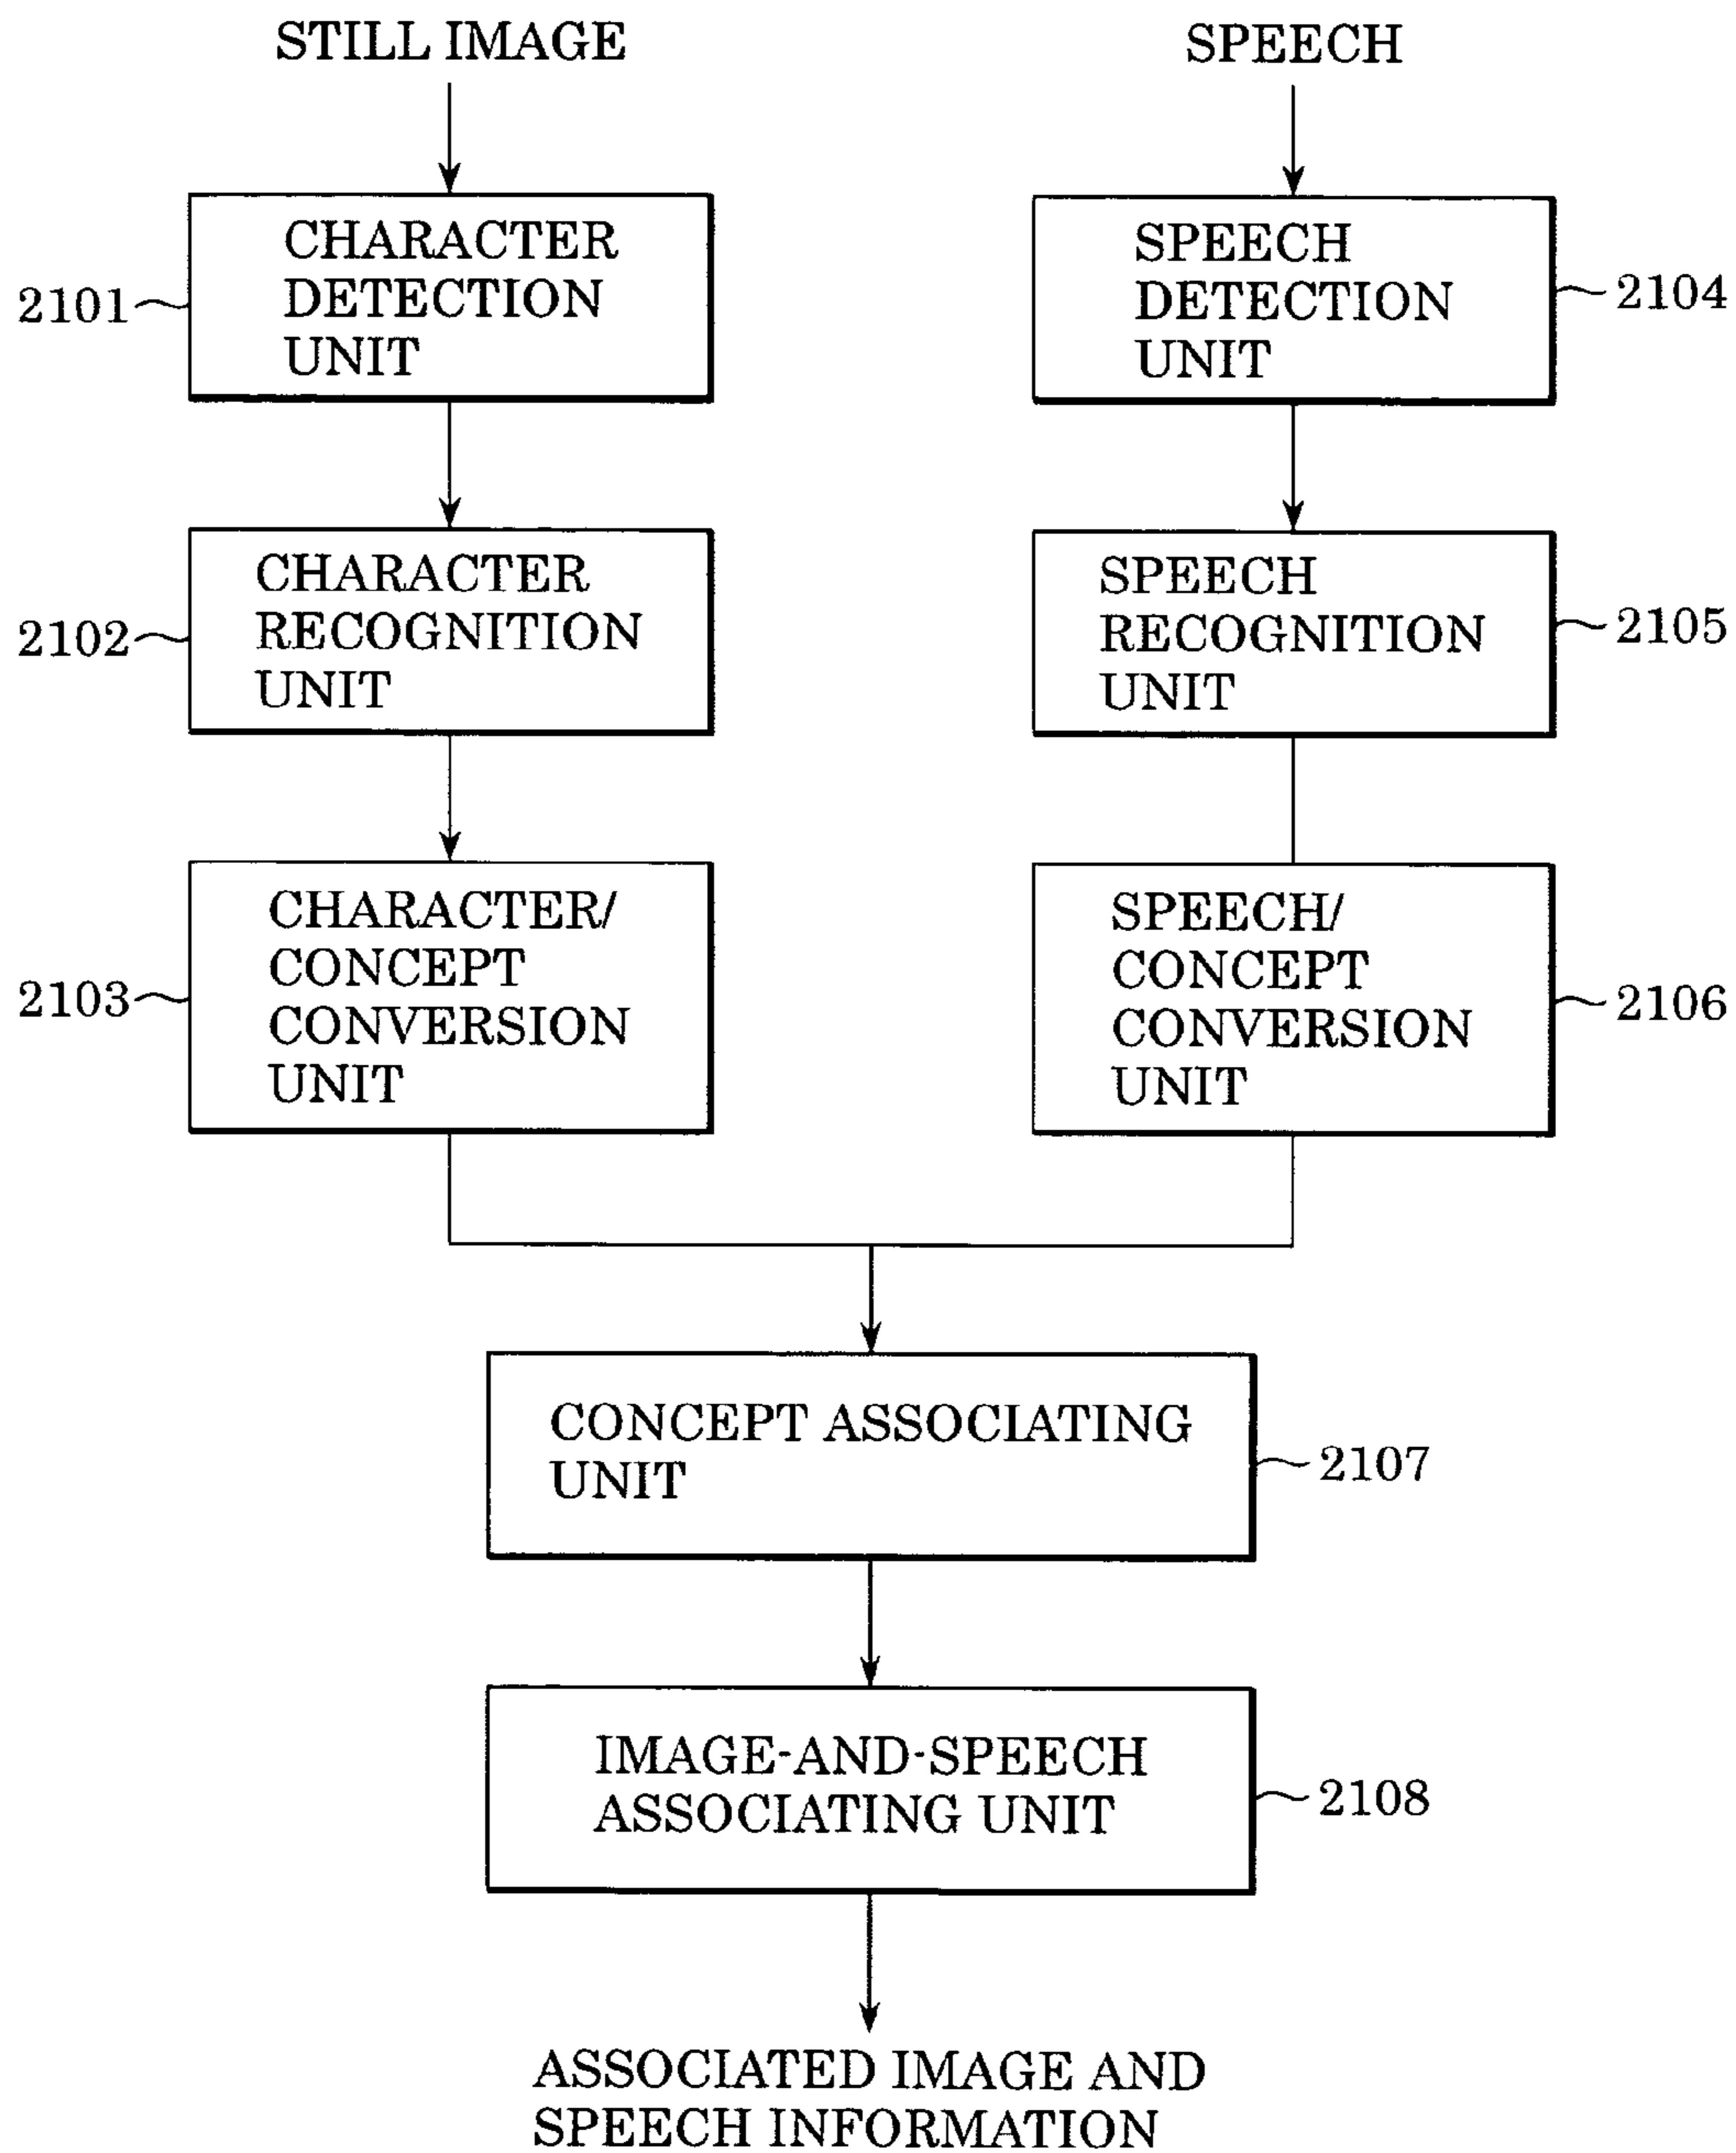 STILL IMAGE
SPEECH
CHARACTER
DETECTION
UNIT
2101
SPEECH
DETECTION
UNIT
2104
CHARACTER
RECOGNITION
UNIT
2102
SPEECH
RECOGNITION
UNIT
2105
CHARACTER/
CONCEPT
CONVERSION
UNIT
2103
SPEECH/
CONCEPT
CONVERSION
UNIT
2106
CONCEPT ASSOCIATING
UNIT
2107
IMAGE-AND-SPEECH
ASSOCIATING UNIT
2108
ASSOCIATED IMAGE AND
SPEECH INFORMATION